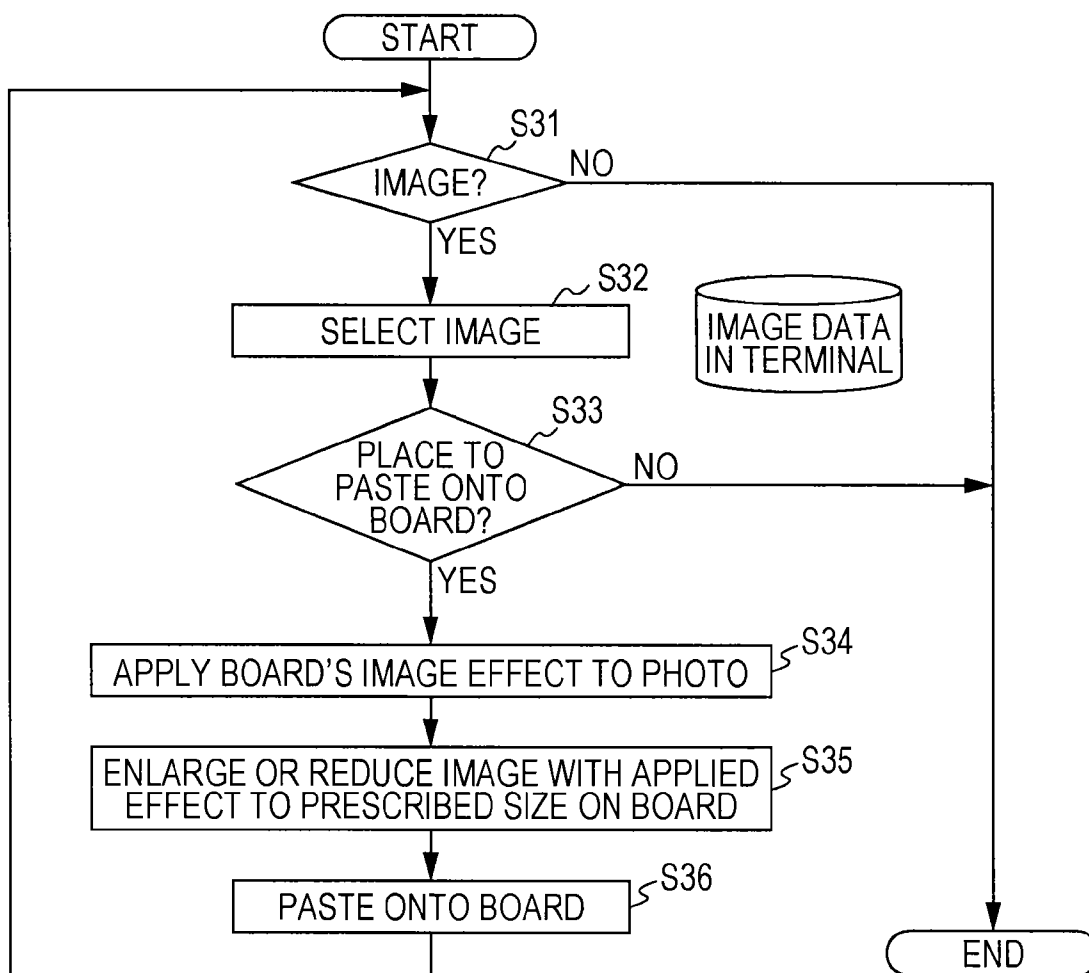 START
S31
IMAGE?
NO
YES
S32
SELECT IMAGE
IMAGE DATA
IN TERMINAL
S33
PLACE TO
PASTE ONTO
BOARD?
NO
YES
S34
APPLY BOARD'S IMAGE EFFECT TO PHOTO
S35
ENLARGE OR REDUCE IMAGE WITH APPLIED
EFFECT TO PRESCRIBED SIZE ON BOARD
S36
PASTE ONTO BOARD
END